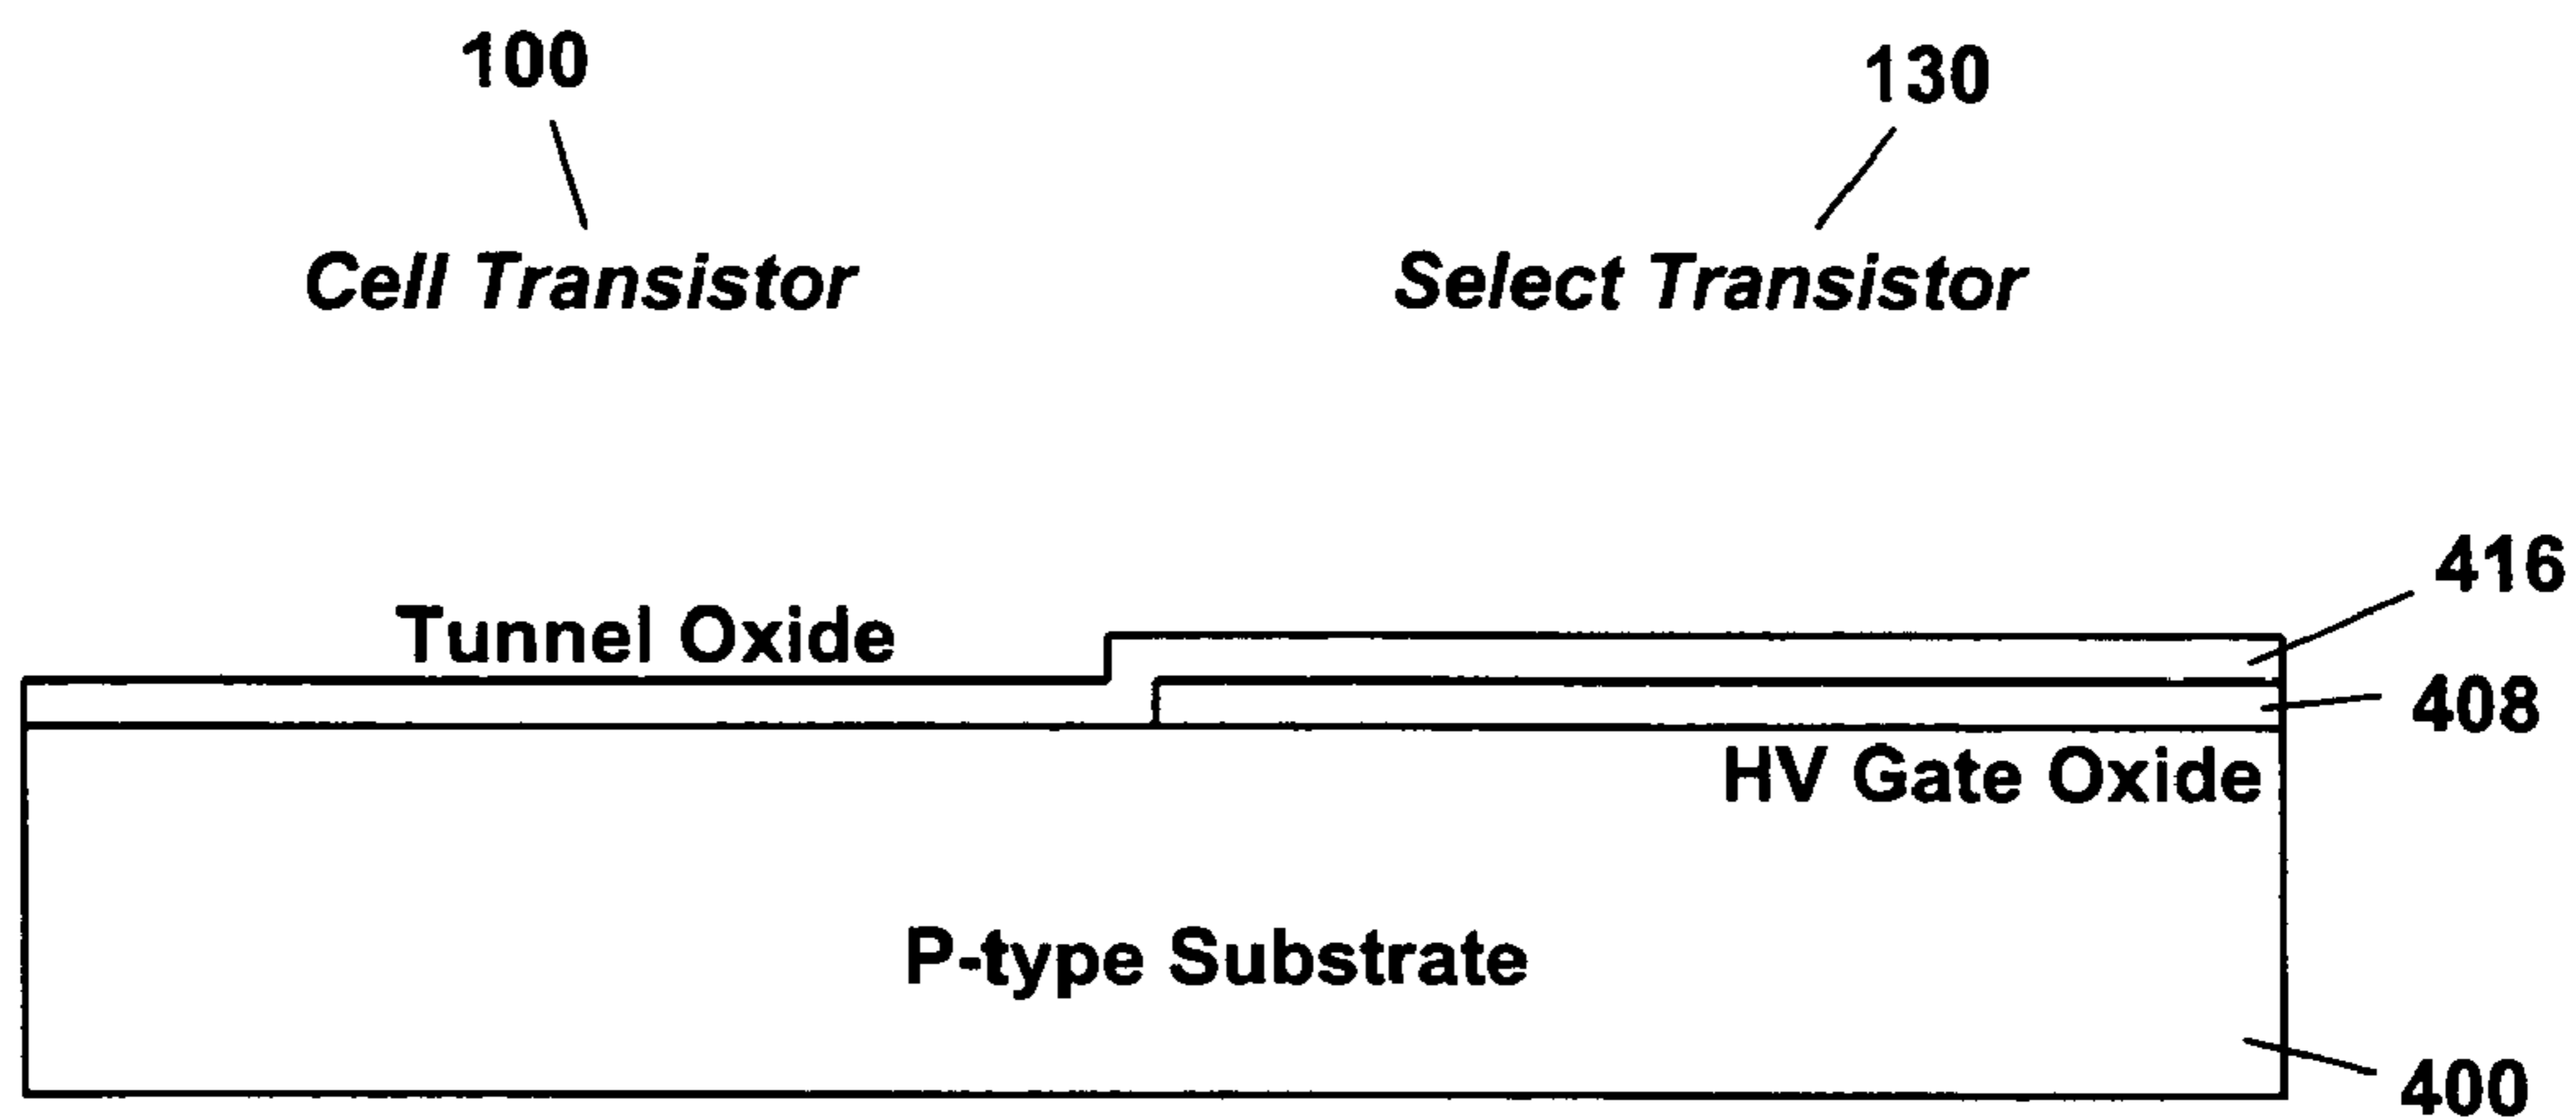 100
130
Cell Transistor
Select Transistor
416
Tunnel Oxide
408
HV Gate Oxide
P-type Substrate
400